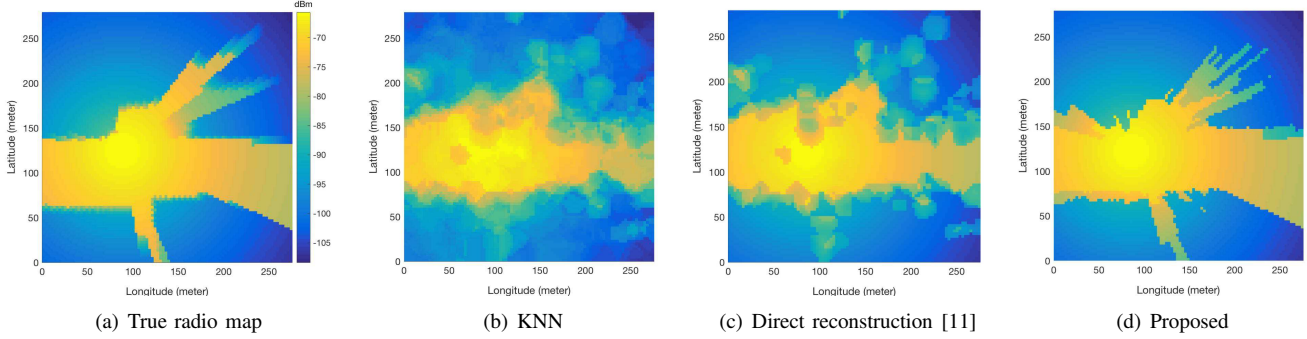 dBm
-70
-75
-80
-85
-90
-95
-100
-105
250
200
150
100
50
0
0 50 100 150 200 250
Latitude (meter)
Longitude (meter)
(a) True radio map
250
200
150
100
50
0
0 50 100 150 200 250
Latitude (meter)
Longitude (meter)
(b) KNN
250
200
150
100
50
0
0 50 100 150 200 250
Latitude (meter)
Longitude (meter)
(c) Direct reconstruction [11]
250
200
150
100
50
0
0 50 100 150 200 250
Latitude (meter)
Longitude (meter)
(d) Proposed